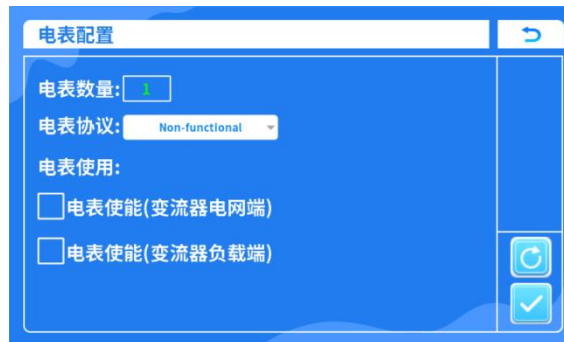 电表配置
电表数量: 1
电表协议: Non-functional
电表使用:
电表使能(变流器电网端)
电表使能(变流器负载端)